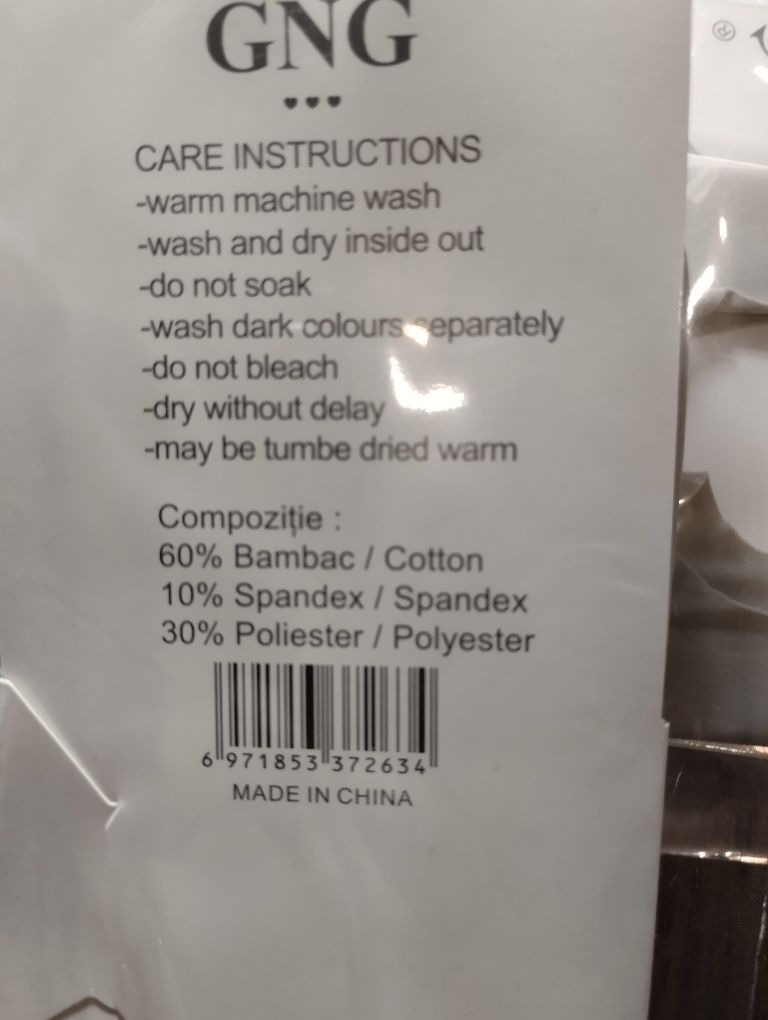 GNG
♥♥♥
CARE INSTRUCTIONS
-warm machine wash
-wash and dry inside out
-do not soak
-wash dark colours separately
-do not bleach
-dry without delay
-may be tumbe dried warm
Compoziție :
60% Bambac / Cotton
10% Spandex / Spandex
30% Poliester / Polyester
6 971853 372634
MADE IN CHINA
®